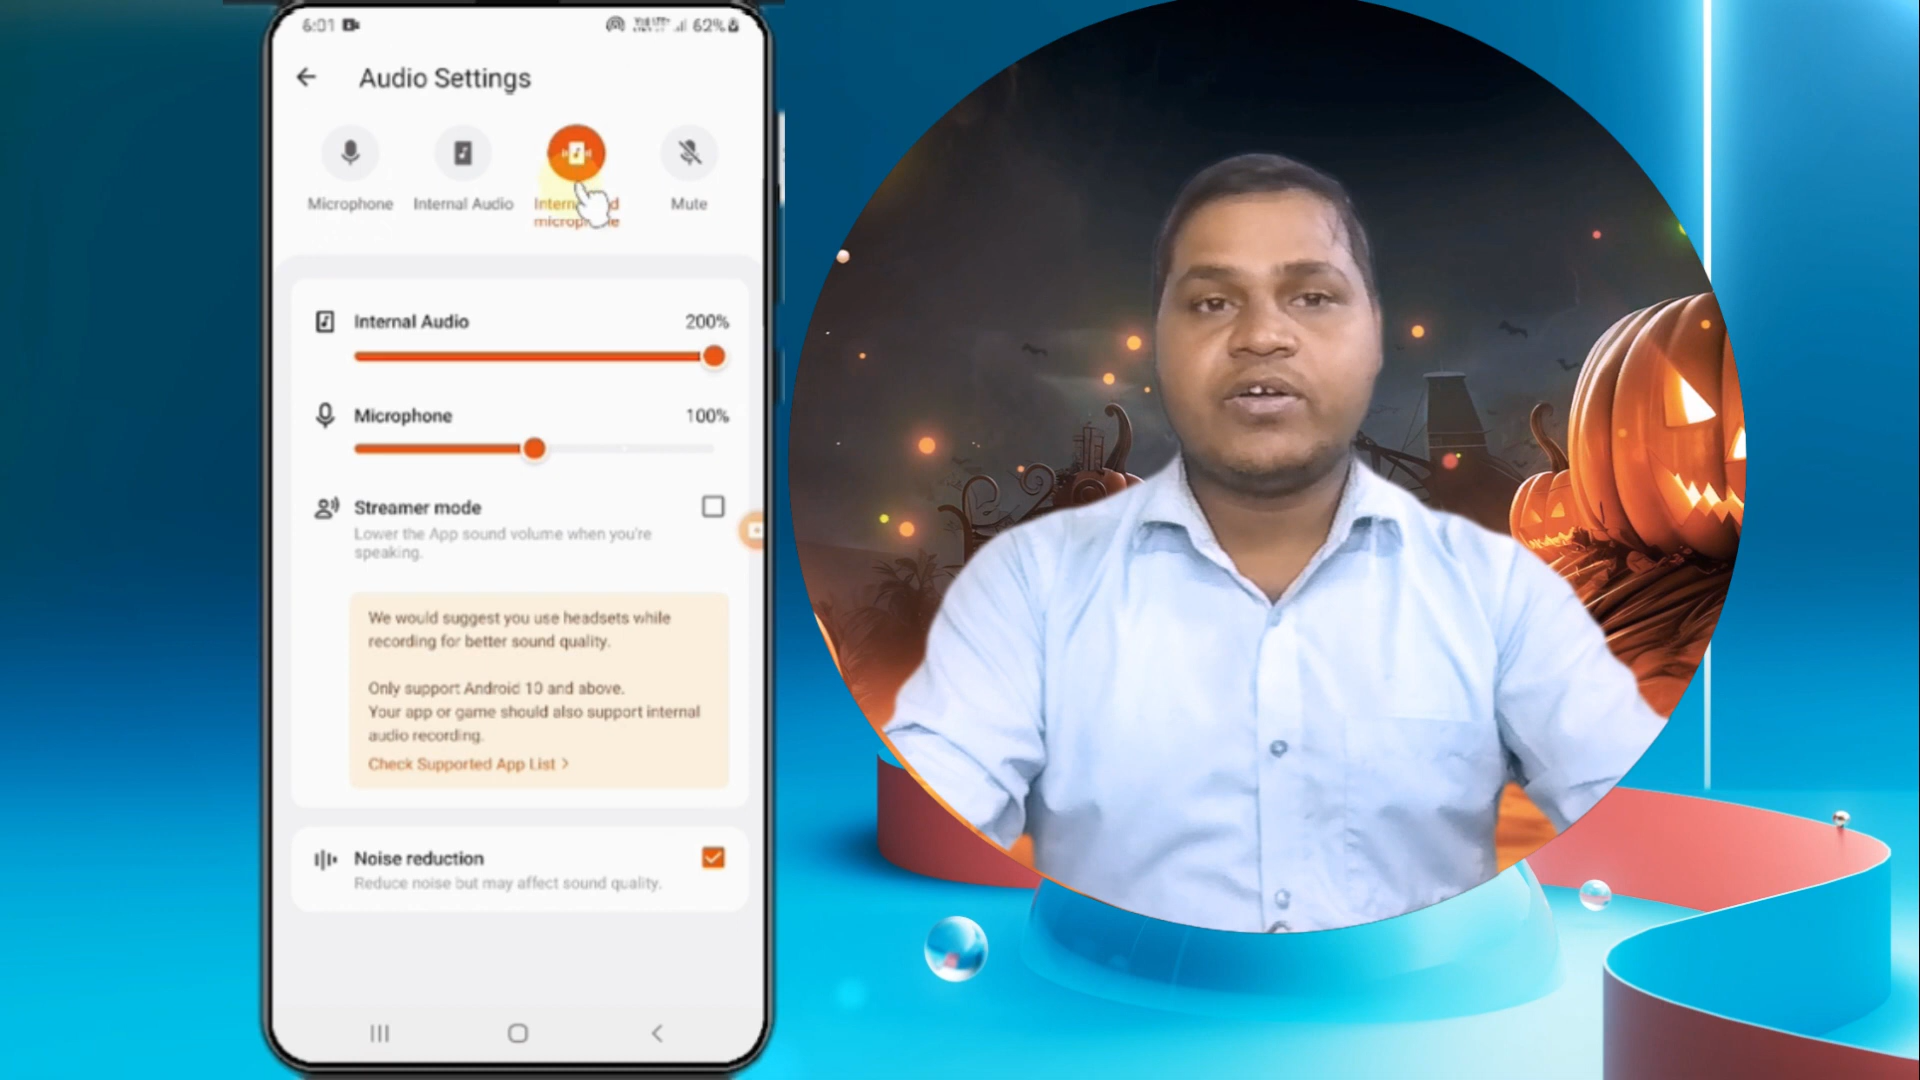 6:01
62%
Audio Settings
Microphone
Internal Audio
Mute
Internal Audio 200%
Microphone 100%
Streamer mode
Lower the App sound volume when you're
speaking.
We would suggest you use headsets while
recording for better sound quality.
Only support Android 10 and above.
Your app or game should also support internal
audio recording.
Check Supported App List >
Noise reduction
Reduce noise but may affect sound quality.